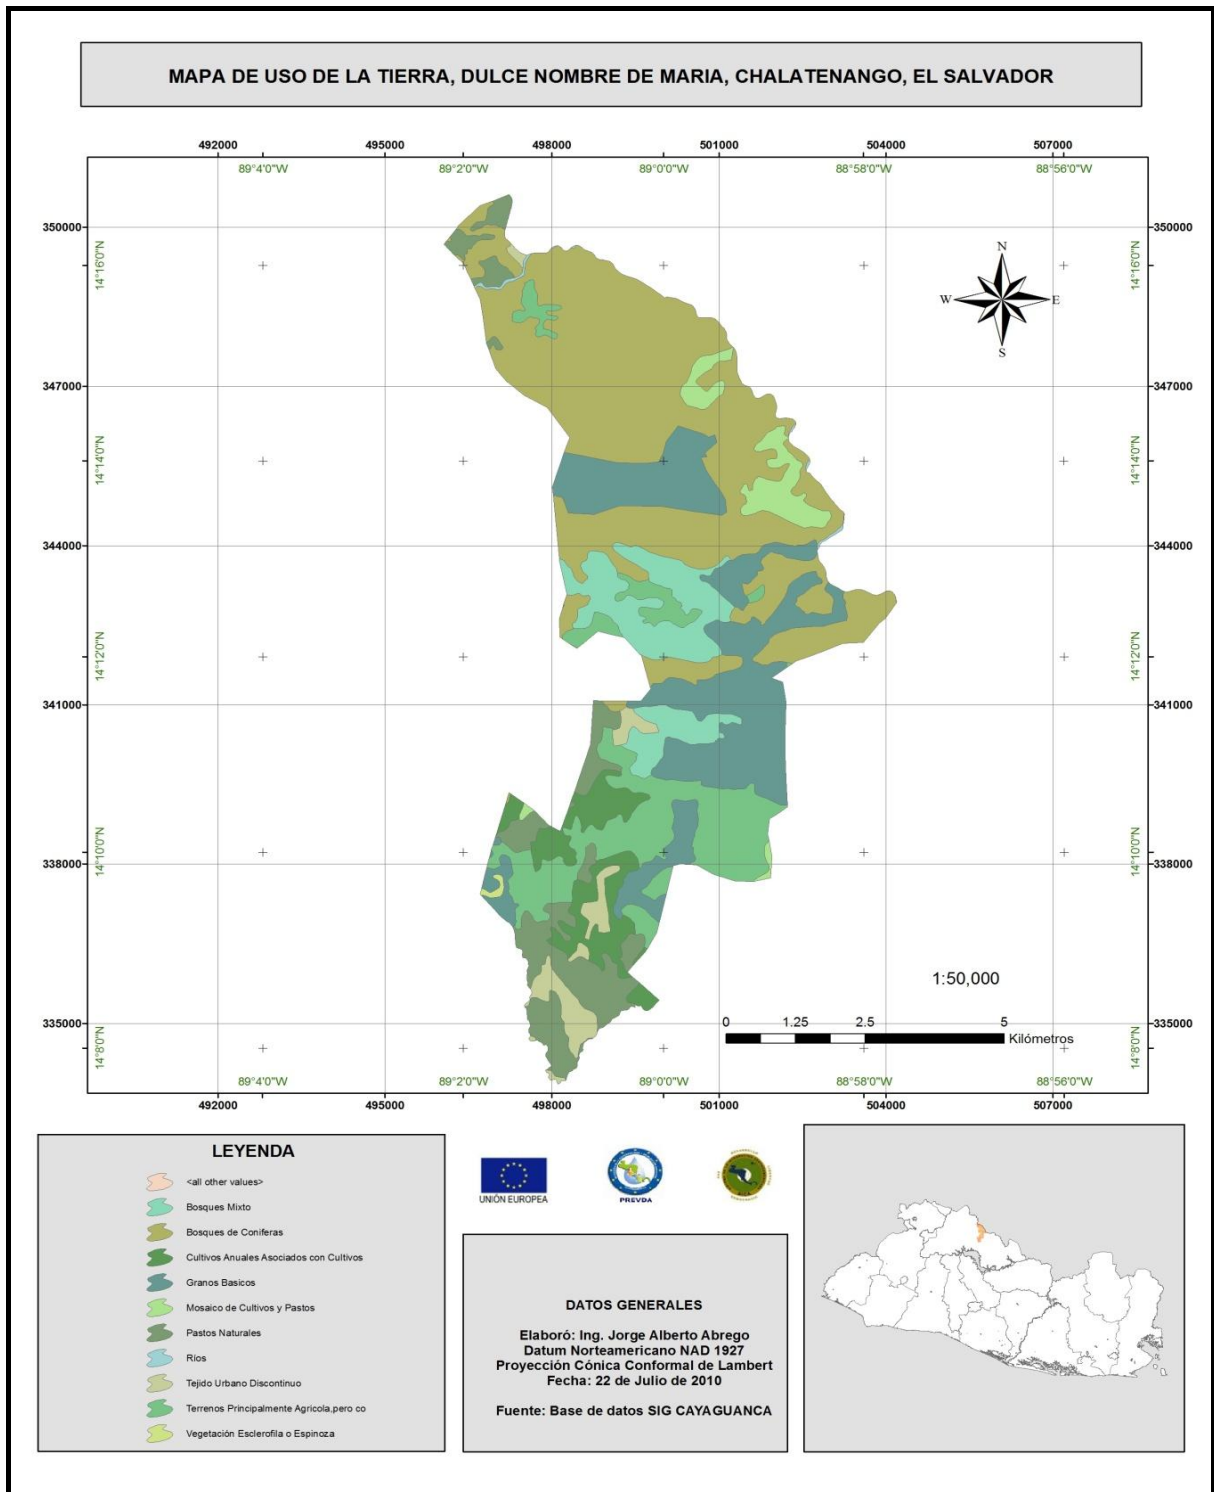 MAPA DE USO DE LA TIERRA, DULCE NOMBRE DE MARIA, CHALATENANGO, EL SALVADOR
492000 495000 498000 501000 504000 507000
89°4'0"W 89°2'0"W 89°0'0"W 88°58'0"W 88°56'0"W
350000 350000
14°16'0"N 14°16'0"N
N
W E
S
347000 347000
14°14'0"N 14°14'0"N
344000 344000
14°12'0"N 14°12'0"N
341000 341000
14°10'0"N 14°10'0"N
338000 338000
1:50,000
335000 335000
0 1.25 2.5 5
Kilómetros
14°8'0"N 14°8'0"N
89°4'0"W 89°2'0"W 89°0'0"W 88°58'0"W 88°56'0"W
492000 495000 498000 501000 504000 507000
LEYENDA
<all other values>
Bosques Mixto
Bosques de Coniferas
Cultivos Anuales Asociados con Cultivos
Granos Basicos
Mosaico de Cultivos y Pastos
Pastos Naturales
Ríos
Tejido Urbano Discontinuo
Terrenos Principalmente Agricola,pero co
Vegetación Esclerofila o Espinoza
UNIÓN EUROPEA
PREVDA
DATOS GENERALES
Elaboró: Ing. Jorge Alberto Abrego
Datum Norteamericano NAD 1927
Proyección Cónica Conformal de Lambert
Fecha: 22 de Julio de 2010
Fuente: Base de datos SIG CAYAGUANCA